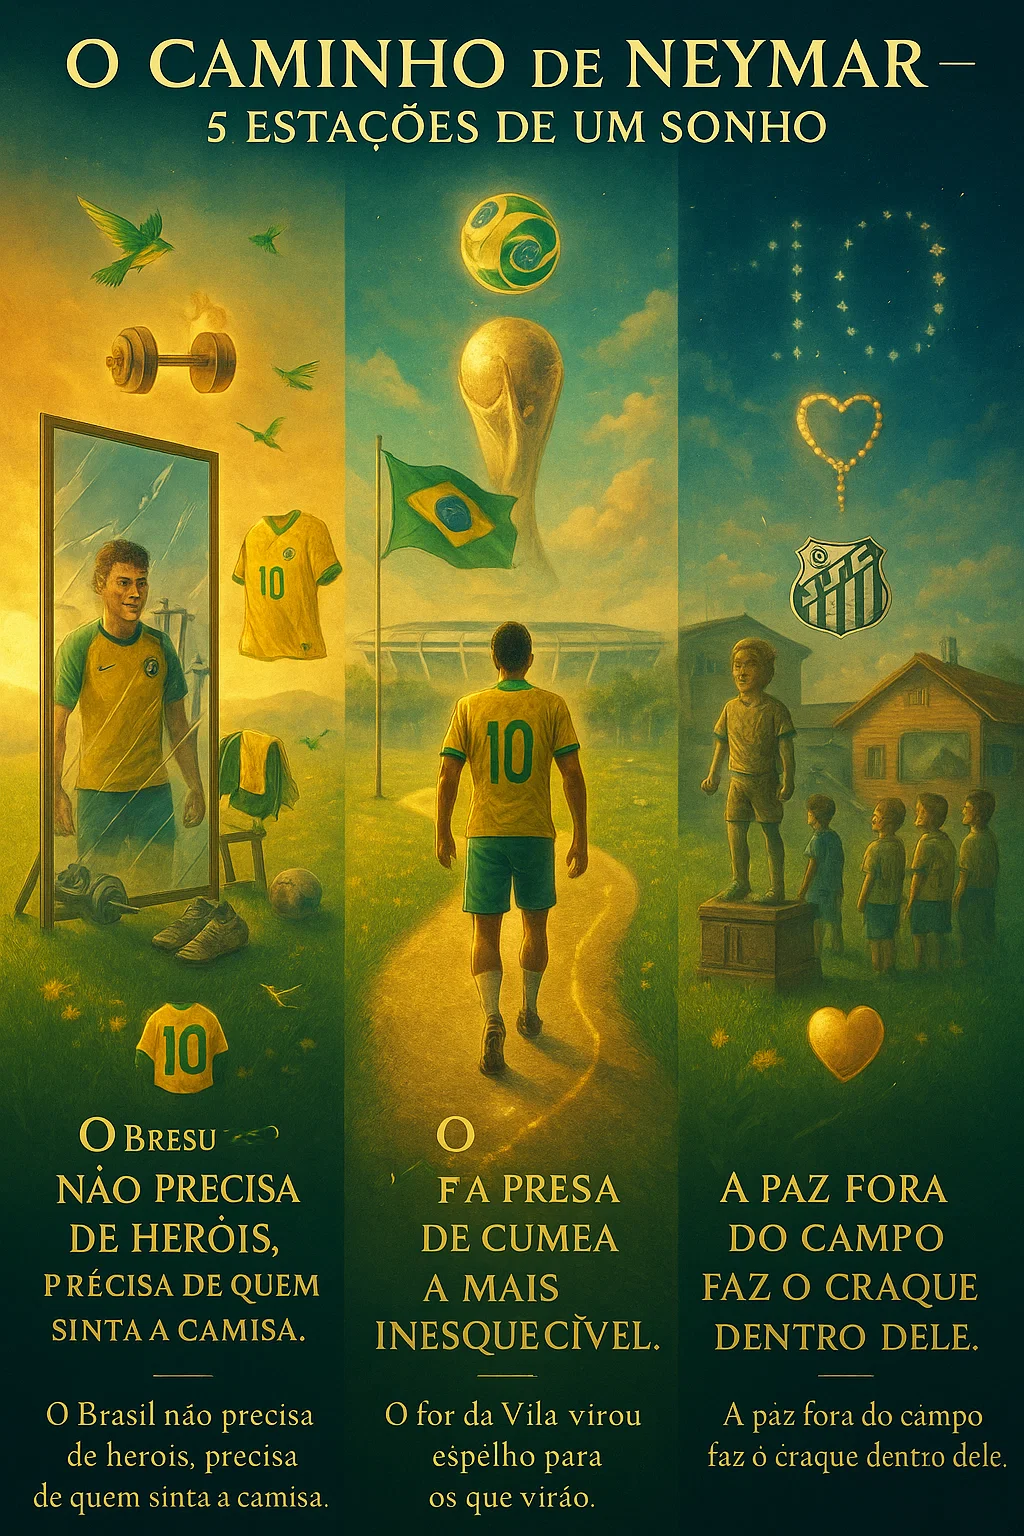 O CAMINHO DE NEYMAR —
5 ESTAÇÕES DE UM SONHO
10
10
10
10
O BRESU
NÃO PRECISA
DE HERÓIS,
PRÉCISA DE QUEM
SINTA A CAMISA.
O Brasil não precisa
de herois, precisa
de quem sinta a camisa.
O
FA PRESA
DE CUMEA
A MAIS
INESQUECÍVEL.
O for da Vila virou
espelho para
os que virão.
A PAZ FORA
DO CAMPO
FAZ O CRAQUE
DENTRO DELE.
A paz fora do campo
faz ó craque dentro dele.